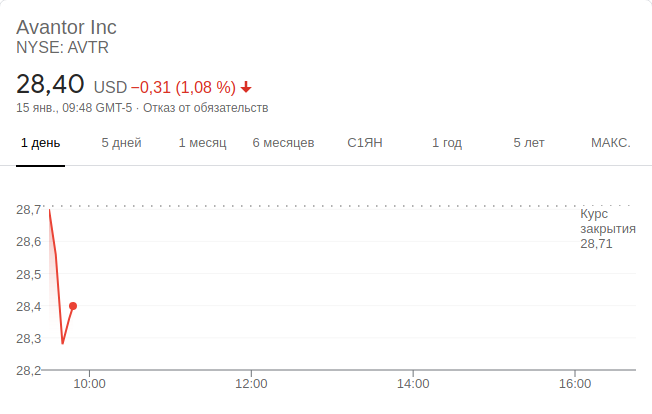 Avantor Inc
NYSE: AVTR
28,40 USD −0,31 (1,08 %)
15 янв., 09:48 GMT-5 · Отказ от обязательств
1 день 5 дней 1 месяц 6 месяцев С1ЯН 1 год 5 лет МАКС.
28,7
Курс
закрытия
28,71
28,6
28,5
28,4
28,3
28,2
10:00 12:00 14:00 16:00